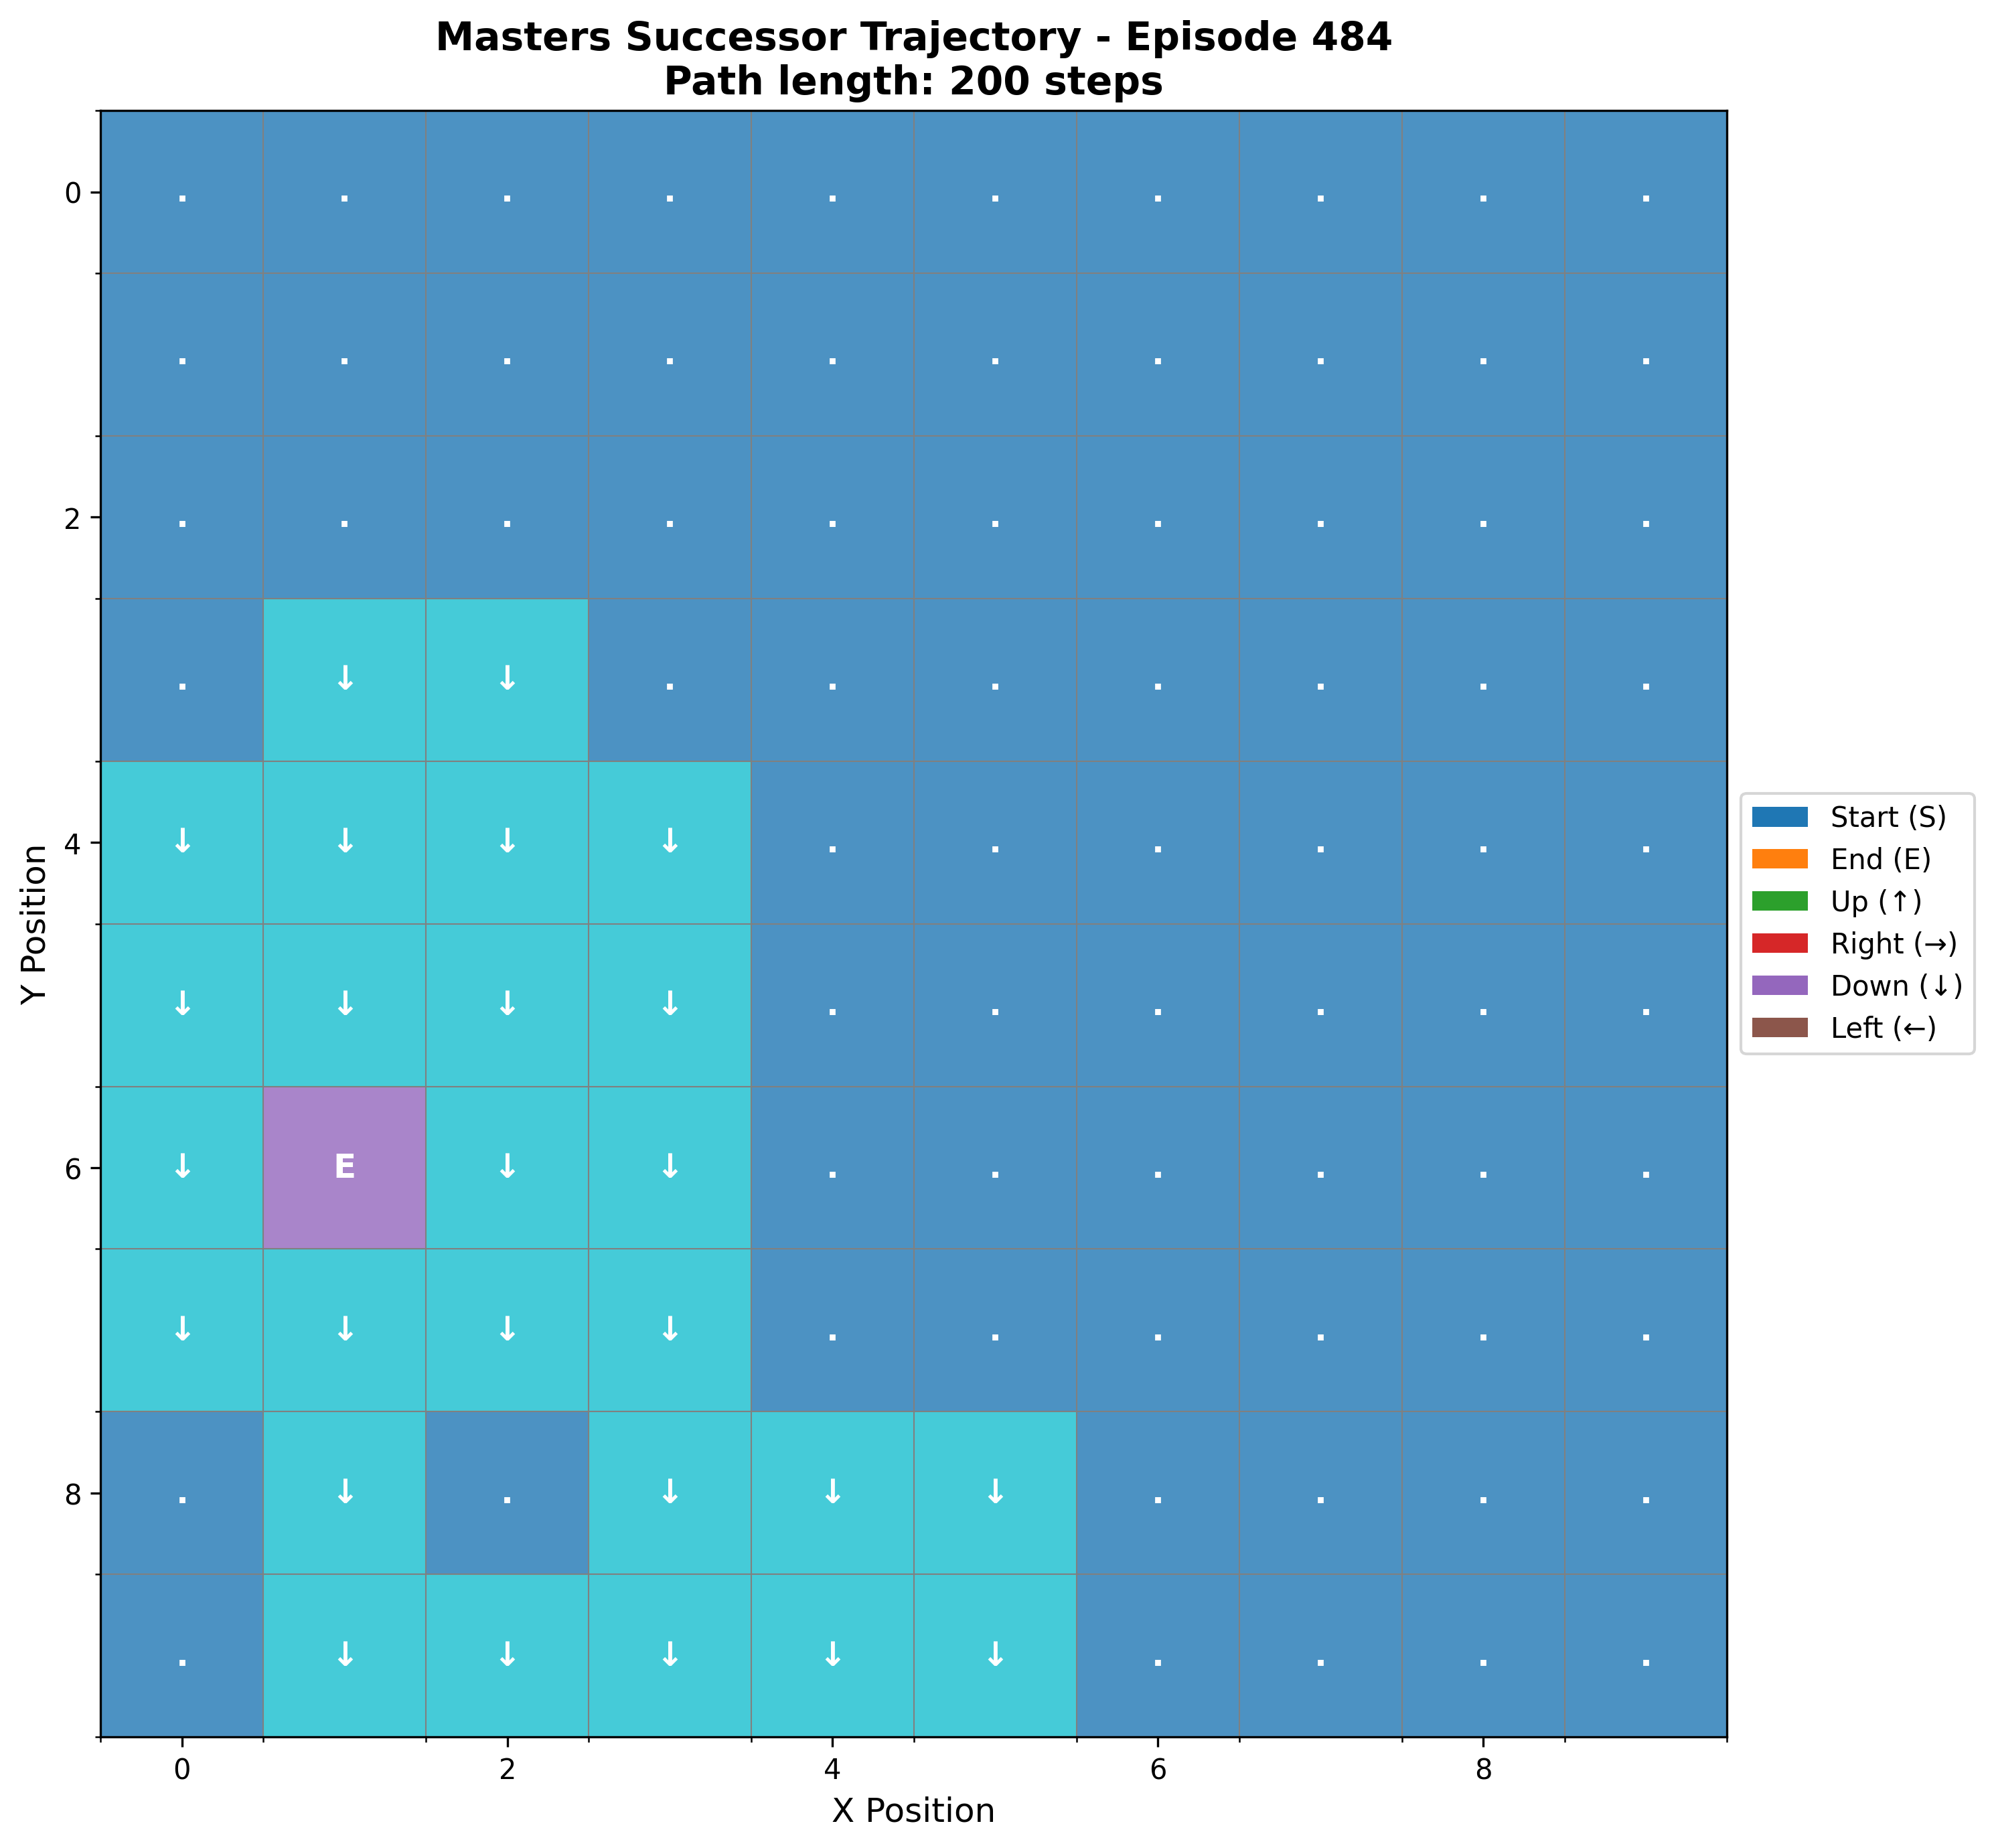 Masters Successor Trajectory - Episode 484
Path length: 200 steps
0 . . . . . . . . . .
. . . . . . . . . .
2 . . . . . . . . . .
. ↓ ↓ . . . . . . .
4 ↓ ↓ ↓ ↓ . . . . . .
↓ ↓ ↓ ↓ . . . . . .
6 ↓ E ↓ ↓ . . . . . .
↓ ↓ ↓ ↓ . . . . . .
8 . ↓ . ↓ ↓ ↓ . . . .
. ↓ ↓ ↓ ↓ ↓ . . . .
0 2 4 6 8
X Position
Y Position
Start (S)
End (E)
Up (↑)
Right (→)
Down (↓)
Left (←)